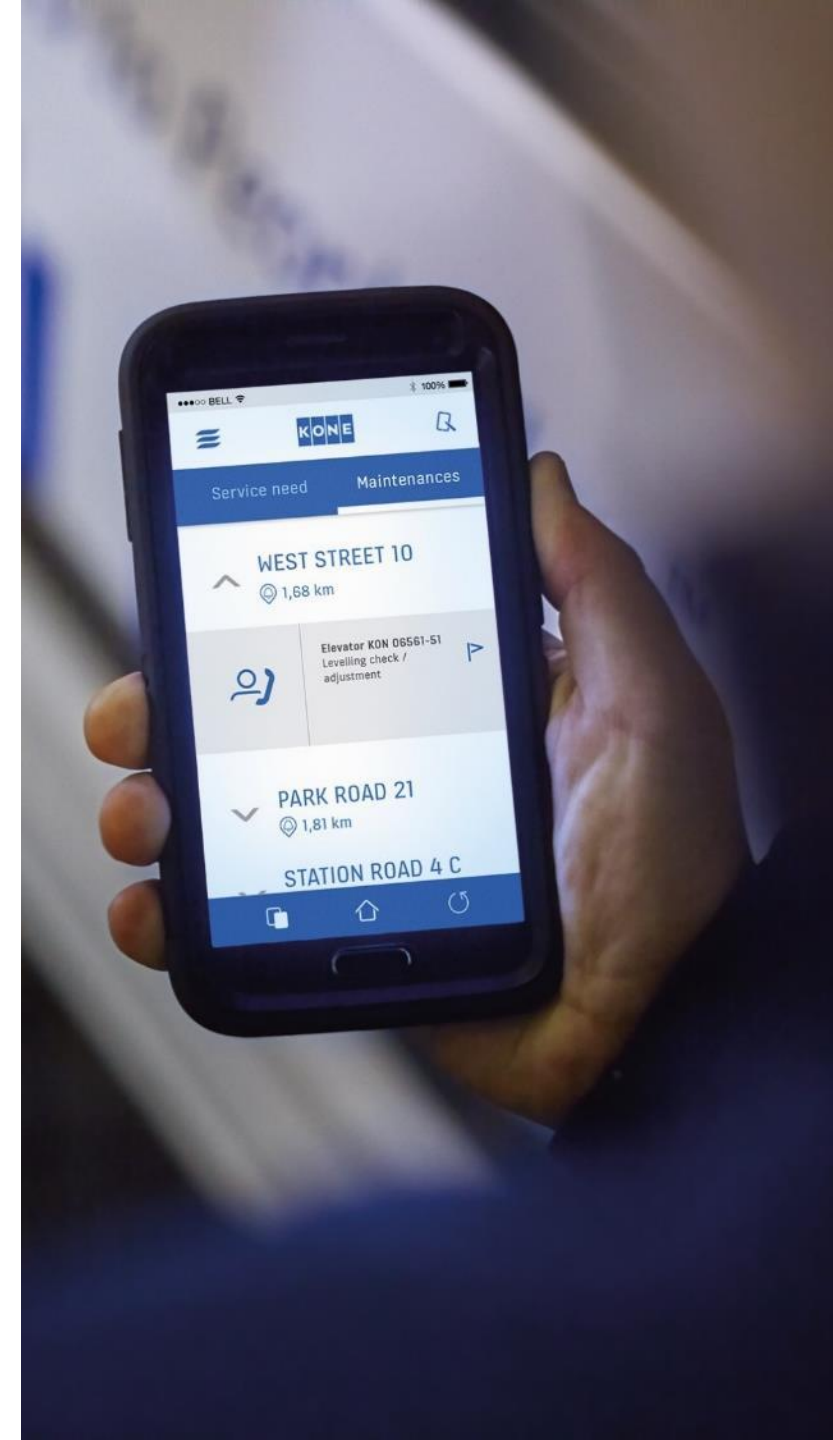 ●●●○○ BELL 100%
KONE
Service need Maintenances
WEST STREET 10
1,68 km
Elevator KON 06561-51
Levelling check /
adjustment
PARK ROAD 21
1,81 km
STATION ROAD 4 C